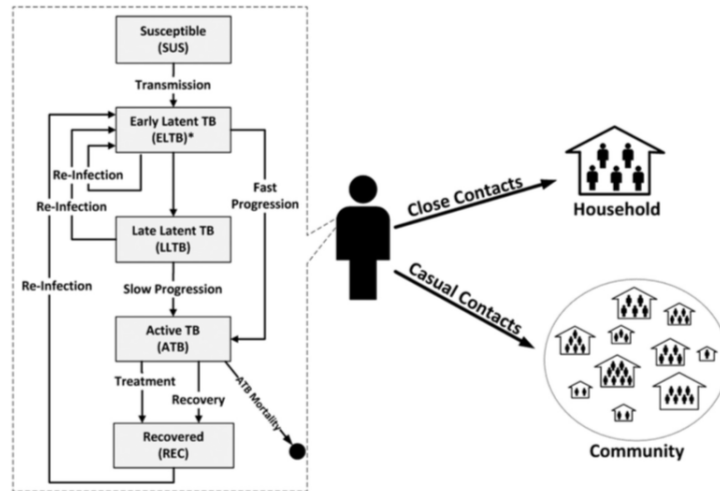 Susceptible
(SUS)
Transmission
Early Latent TB
(ELTB)*
Re-Infection
Fast
Progression
Re-Infection
Late Latent TB
(LLTB)
Re-Infection
Slow Progression
Active TB
(ATB)
Treatment
Recovery
ATB Mortality
Recovered
(REC)
Close Contacts
Household
Casual Contacts
Community